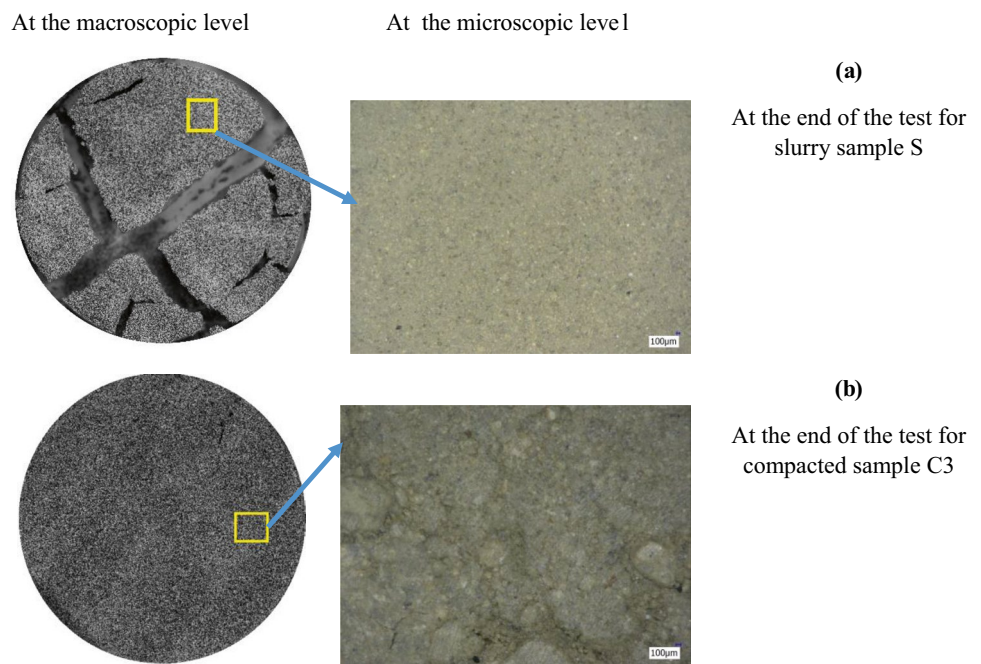 At the macroscopic level
At the microscopic level
(a)
At the end of the test for
slurry sample S
100µm
(b)
At the end of the test for
compacted sample C3
100µm